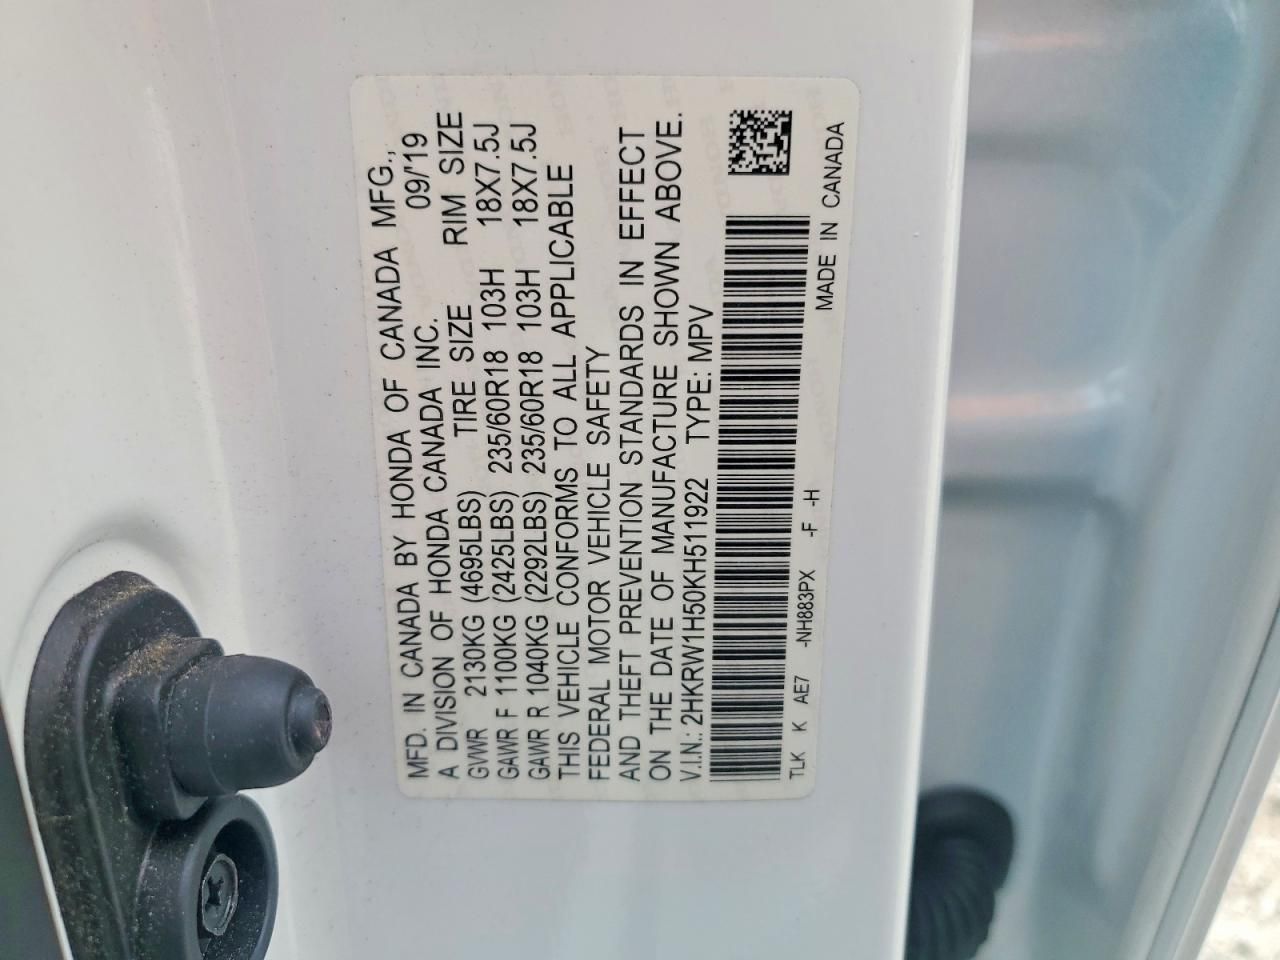 MFD. IN CANADA BY HONDA OF CANADA MFG.,
A DIVISION OF HONDA CANADA INC. 09/'19
GVWR 2130KG (4695LBS) TIRE SIZE RIM SIZE
GAWR F 1100KG (2425LBS) 235/60R18 103H 18X7.5J
GAWR R 1040KG (2292LBS) 235/60R18 103H 18X7.5J
THIS VEHICLE CONFORMS TO ALL APPLICABLE
FEDERAL MOTOR VEHICLE SAFETY
AND THEFT PREVENTION STANDARDS IN EFFECT
ON THE DATE OF MANUFACTURE SHOWN ABOVE.
V.I.N.: 2HKRW1H50KH511922 TYPE: MPV
TLK K AE7 -NH883PX -F -H
MADE IN CANADA